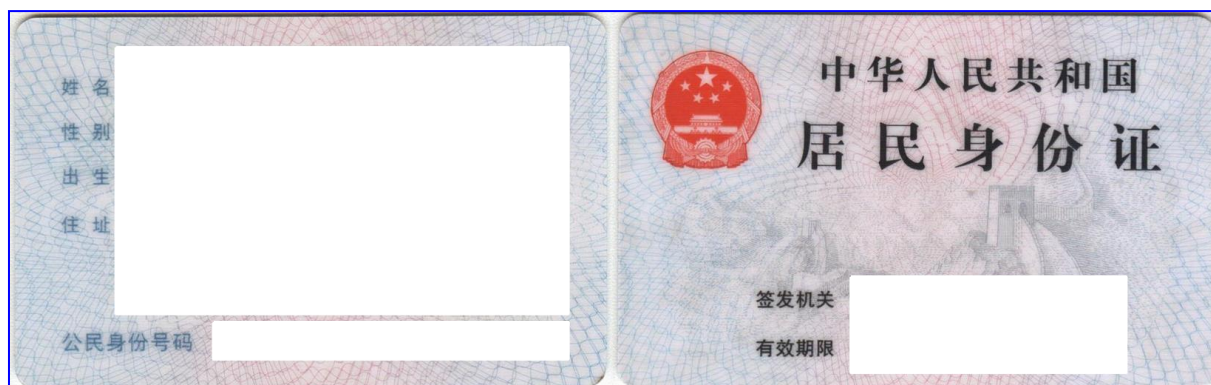 姓 名
性 别
出 生
住 址
公民身份号码
中华人民共和国
居民身份证
签发机关
有效期限